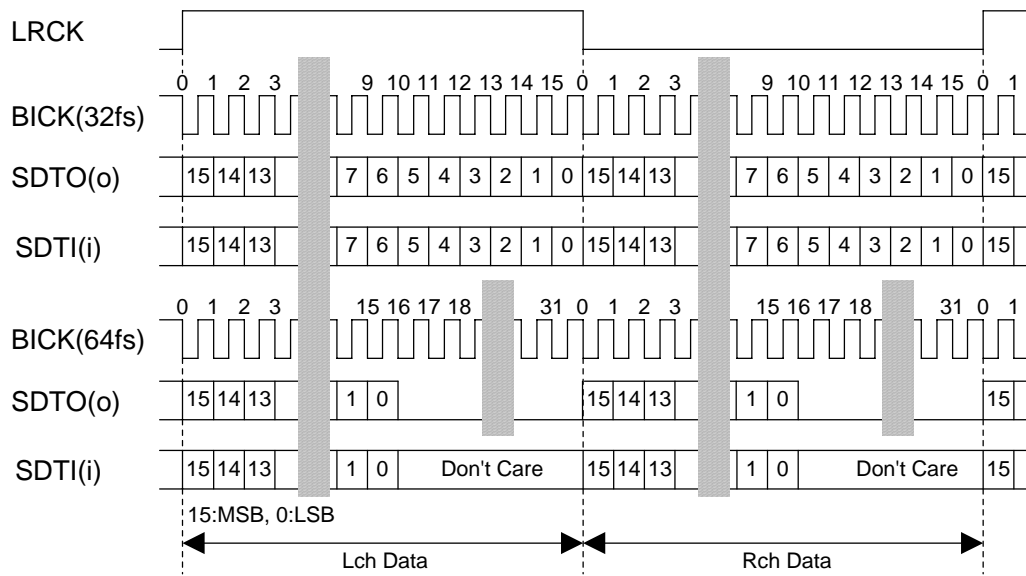 LRCK
0 1 2 3 9 10 11 12 13 14 15 0 1 2 3 9 10 11 12 13 14 15 0 1
BICK(32fs)
SDTO(o) 15 14 13 7 6 5 4 3 2 1 0 15 14 13 7 6 5 4 3 2 1 0 15
SDTI(i) 15 14 13 7 6 5 4 3 2 1 0 15 14 13 7 6 5 4 3 2 1 0 15
0 1 2 3 15 16 17 18 31 0 1 2 3 15 16 17 18 31 0 1
BICK(64fs)
SDTO(o) 15 14 13 1 0 15 14 13 1 0 15
SDTI(i) 15 14 13 1 0 Don't Care 15 14 13 1 0 Don't Care 15
15:MSB, 0:LSB
Lch Data Rch Data